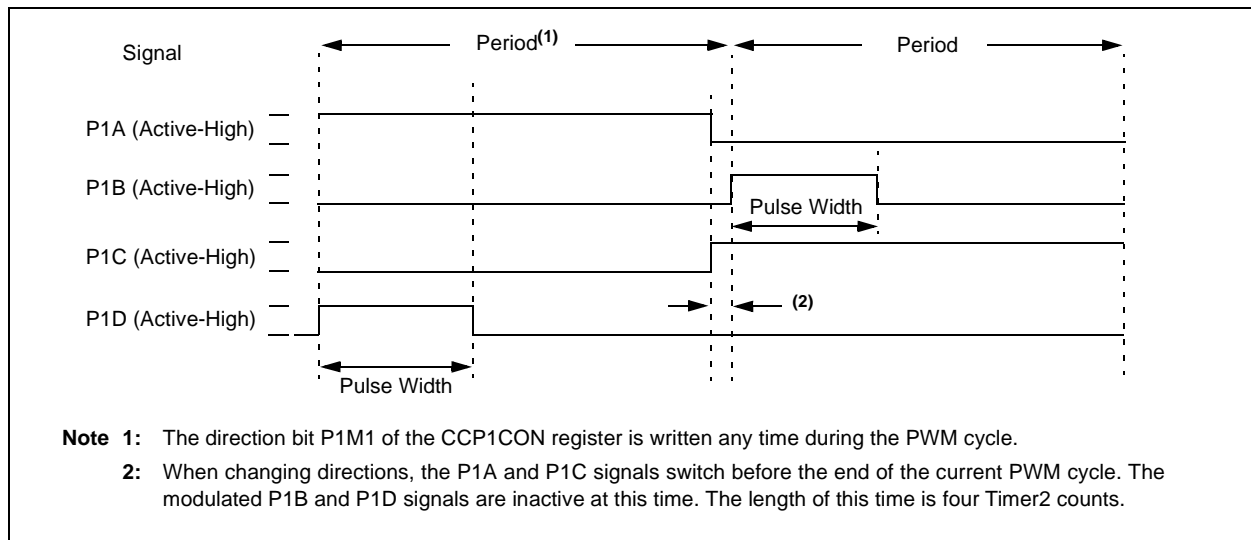 Signal
Period(1)
Period
P1A (Active-High)
P1B (Active-High)
Pulse Width
P1C (Active-High)
(2)
P1D (Active-High)
Pulse Width
Note 1: The direction bit P1M1 of the CCP1CON register is written any time during the PWM cycle.
2: When changing directions, the P1A and P1C signals switch before the end of the current PWM cycle. The
modulated P1B and P1D signals are inactive at this time. The length of this time is four Timer2 counts.